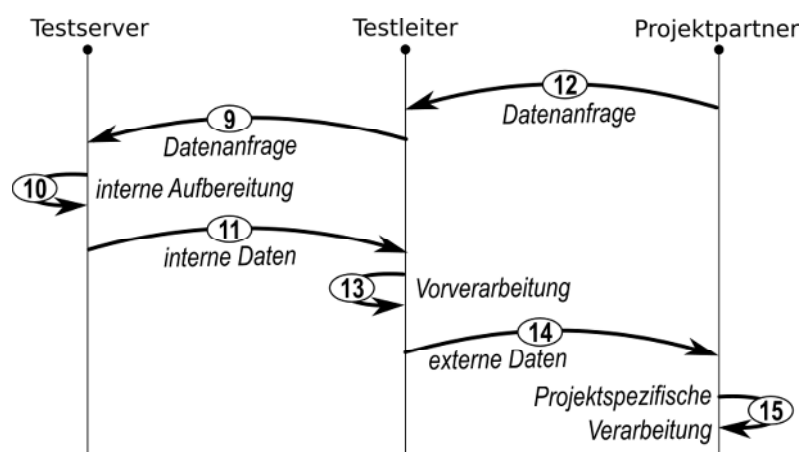 Testserver
Testleiter
Projektpartner
12
Datenanfrage
9
Datenanfrage
10
interne Aufbereitung
11
interne Daten
13
Vorverarbeitung
14
externe Daten
Projektspezifische
15
Verarbeitung